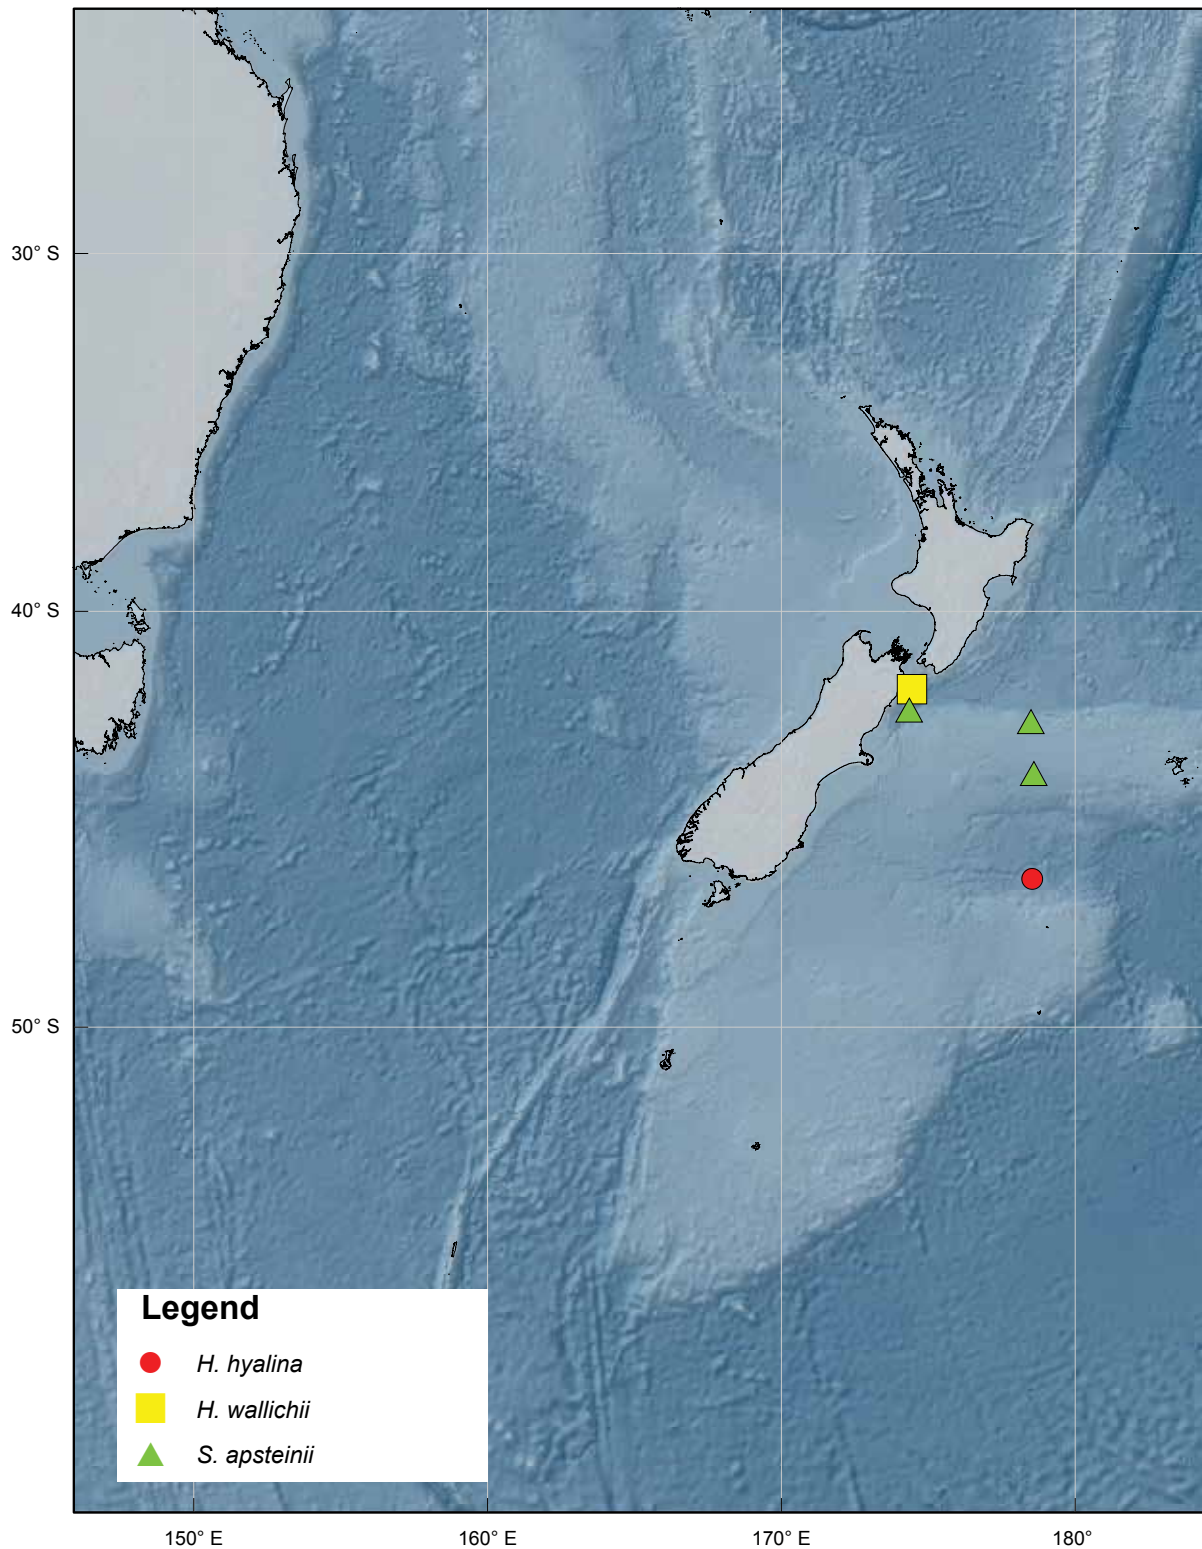 30° S
40° S
50° S
Legend
H. hyalina
H. wallichii
S. apsteinii
150° E
160° E
170° E
180°